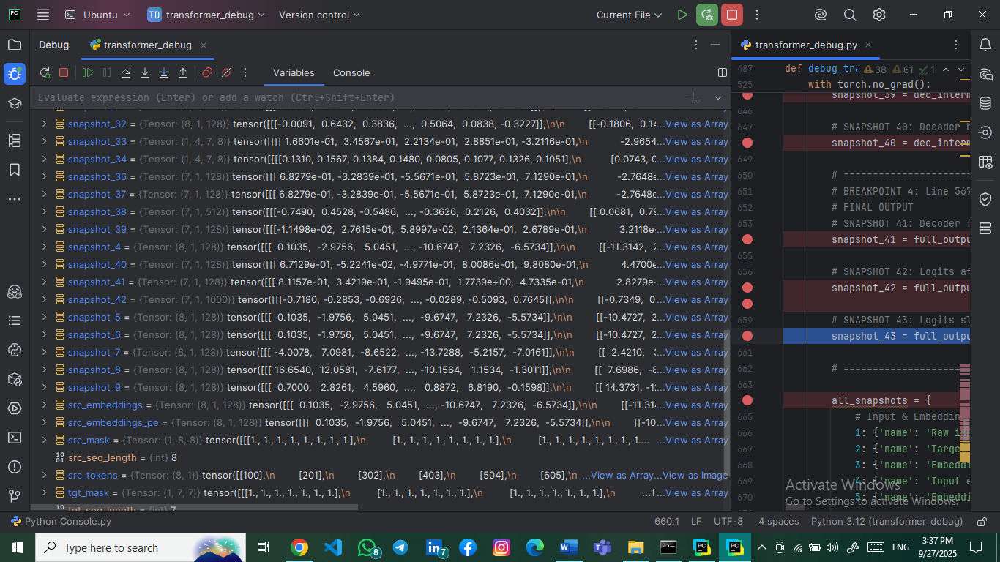 Ubuntu
TD transformer_debug
Version control
Current File
Debug
transformer_debug
transformer_debug.py
Variables
Console
487 def debug_tra
38 61 1
525 with torch.no_grad():
Evaluate expression (Enter) or add a watch (Ctrl+Shift+Enter)
snapshot_32 = {Tensor: (8, 1, 128)} tensor([[[-0.0091, 0.6432, 0.3836, ..., 0.5064, 0.0838, -0.3227]],\n\n [[-0.1806, 0.14...View as Array
snapshot_33 = {Tensor: (1, 4, 7, 8)} tensor([[[[ 1.6601e-01, 3.4567e-01, 2.2134e-01, 2.8851e-01, -3.2116e-01,\n -2.9654...View as Array
snapshot_34 = {Tensor: (1, 4, 7, 8)} tensor([[[[0.1310, 0.1567, 0.1384, 0.1480, 0.0805, 0.1077, 0.1326, 0.1051],\n [0.0743, 0...View as Array
snapshot_36 = {Tensor: (7, 1, 128)} tensor([[[ 6.8279e-01, -3.2839e-01, -5.5671e-01, 5.8723e-01, 7.1290e-01,\n -2.7648e...View as Array
snapshot_37 = {Tensor: (7, 1, 128)} tensor([[[ 6.8279e-01, -3.2839e-01, -5.5671e-01, 5.8723e-01, 7.1290e-01,\n -2.7648e...View as Array
snapshot_38 = {Tensor: (7, 1, 512)} tensor([[[-0.7490, 0.4528, -0.5486, ..., -0.3626, 0.2126, 0.4032]],\n\n [[ 0.0681, 0.79...View as Array
snapshot_39 = {Tensor: (7, 1, 128)} tensor([[[-1.1498e-02, 2.7615e-01, 5.8997e-02, 2.1364e-01, 2.6789e-01,\n 3.2118e...View as Array
snapshot_4 = {Tensor: (8, 1, 128)} tensor([[[ 0.1035, -2.9756, 5.0451, ..., -10.6747, 7.2326, -6.5734]],\n\n [[-11.3142, 2...View as Array
snapshot_40 = {Tensor: (7, 1, 128)} tensor([[[ 6.7129e-01, -5.2241e-02, -4.9771e-01, 8.0086e-01, 9.8080e-01,\n 4.4700e...View as Array
snapshot_41 = {Tensor: (7, 1, 128)} tensor([[[ 8.1157e-01, 3.4219e-01, -1.9495e-01, 1.7739e+00, 4.7335e-01,\n 2.8279e...View as Array
snapshot_42 = {Tensor: (7, 1, 1000)} tensor([[[-0.7180, -0.2853, -0.6926, ..., -0.0289, -0.5093, 0.7645]],\n\n [[-0.7349, 0...View as Array
snapshot_5 = {Tensor: (8, 1, 128)} tensor([[[ 0.1035, -1.9756, 5.0451, ..., -9.6747, 7.2326, -5.5734]],\n\n [[-10.4727, 2...View as Array
snapshot_6 = {Tensor: (8, 1, 128)} tensor([[[ 0.1035, -1.9756, 5.0451, ..., -9.6747, 7.2326, -5.5734]],\n\n [[-10.4727, 2...View as Array
snapshot_7 = {Tensor: (8, 1, 128)} tensor([[[ -4.0078, 7.0981, -8.6522, ..., -13.7288, -5.2157, -7.0161]],\n\n [[ 2.4210, ...View as Array
snapshot_8 = {Tensor: (8, 1, 128)} tensor([[[ 16.6540, 12.0581, -7.6177, ..., -10.1564, 1.1534, -1.3011]],\n\n [[ 7.6986, -8...View as Array
snapshot_9 = {Tensor: (8, 1, 128)} tensor([[[ 0.7000, 2.8261, 4.5960, ..., 0.8872, 6.8190, -0.1598]],\n\n [[ 14.3731, -1...View as Array
src_embeddings = {Tensor: (8, 1, 128)} tensor([[[ 0.1035, -2.9756, 5.0451, ..., -10.6747, 7.2326, -6.5734]],\n\n [[-11.31...View as Array
src_embeddings_pe = {Tensor: (8, 1, 128)} tensor([[[ 0.1035, -1.9756, 5.0451, ..., -9.6747, 7.2326, -5.5734]],\n\n [[-10...View as Array
src_mask = {Tensor: (1, 8, 8)} tensor([[[1., 1., 1., 1., 1., 1., 1., 1.],\n [1., 1., 1., 1., 1., 1., 1., 1.],\n [1., 1., 1., 1., 1., 1., 1., 1.... ...View as Array
src_seq_length = {int} 8
src_tokens = {Tensor: (8, 1)} tensor([[100],\n [201],\n [302],\n [403],\n [504],\n [605],\n ...View as Array...View as Image
tgt_mask = {Tensor: (1, 7, 7)} tensor([[[1., 1., 1., 1., 1., 1., 1.],\n [1., 1., 1., 1., 1., 1., 1.],\n [1., 1., 1., 1., 1., 1., 1.],\n ...1...View as Array
tgt_seq_length = {int} 7
snapshot_39 = dec_interm
646
647 # SNAPSHOT 40: Decoder b
snapshot_40 = dec_interm
649
650 # ========================
651 # BREAKPOINT 4: Line 567
652 # FINAL OUTPUT
653 # SNAPSHOT 41: Decoder f
snapshot_41 = full_outpu
655
656 # SNAPSHOT 42: Logits af
snapshot_42 = full_outpu
659 # SNAPSHOT 43: Logits sl
snapshot_43 = full_outpu
661
662 # ========================
663
all_snapshots = {
665 # Input & Embedding
666 1: {'name': 'Raw in
667 2: {'name': 'Target
668 3: {'name': 'Embeddi
669 4: {'name': 'Input e
670 5: {'name': 'Embeddi
Activate Windows
Go to Settings to activate Windows.
Python Console.py
660:1 LF UTF-8 4 spaces Python 3.12 (transformer_debug)
Type here to search
8
7
ENG
3:37 PM
9/27/2025